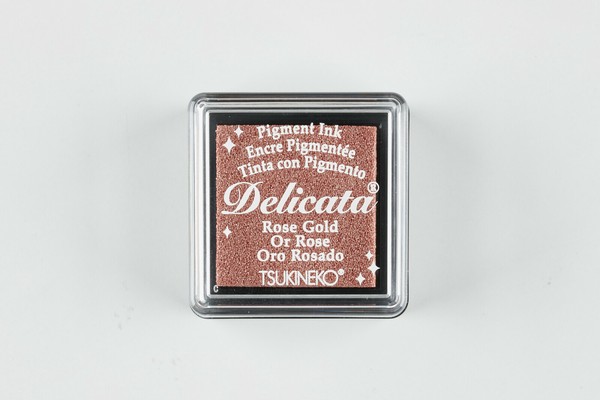 Pigment Ink
Encre Pigmentée
Tinta con Pigmento
Delicata®
Rose Gold
Or Rose
Oro Rosado
TSUKINEKO®
G